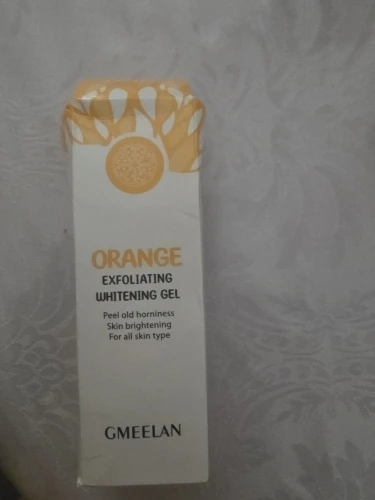 ORANGE
EXFOLIATING
WHITENING GEL
Peel old horniness
Skin brightening
For all skin type
GMEELAN